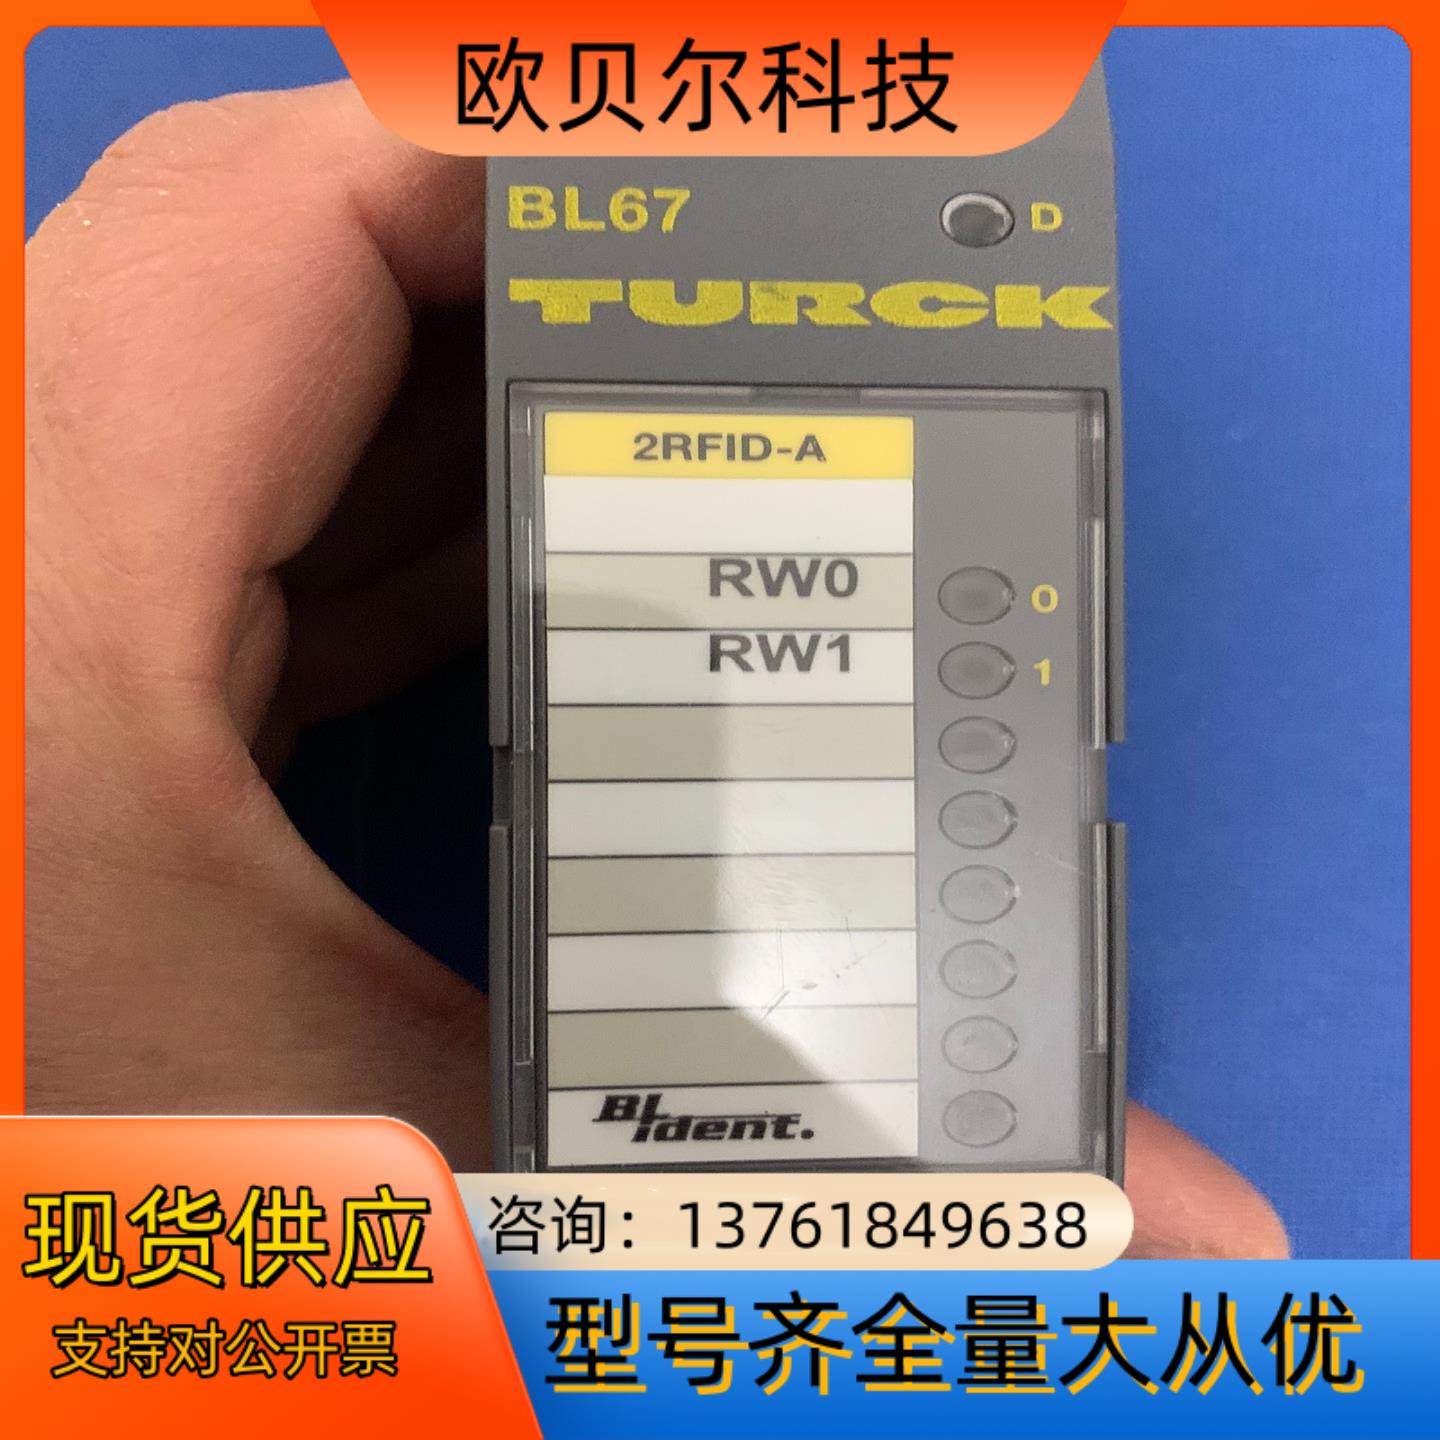 欧贝尔科技
BL67
D
TURCK
2RFID-A
RW0
0
RW1
1
BL ident.
现货供应
支持对公开票
咨询：13761849638
型号齐全量大从优